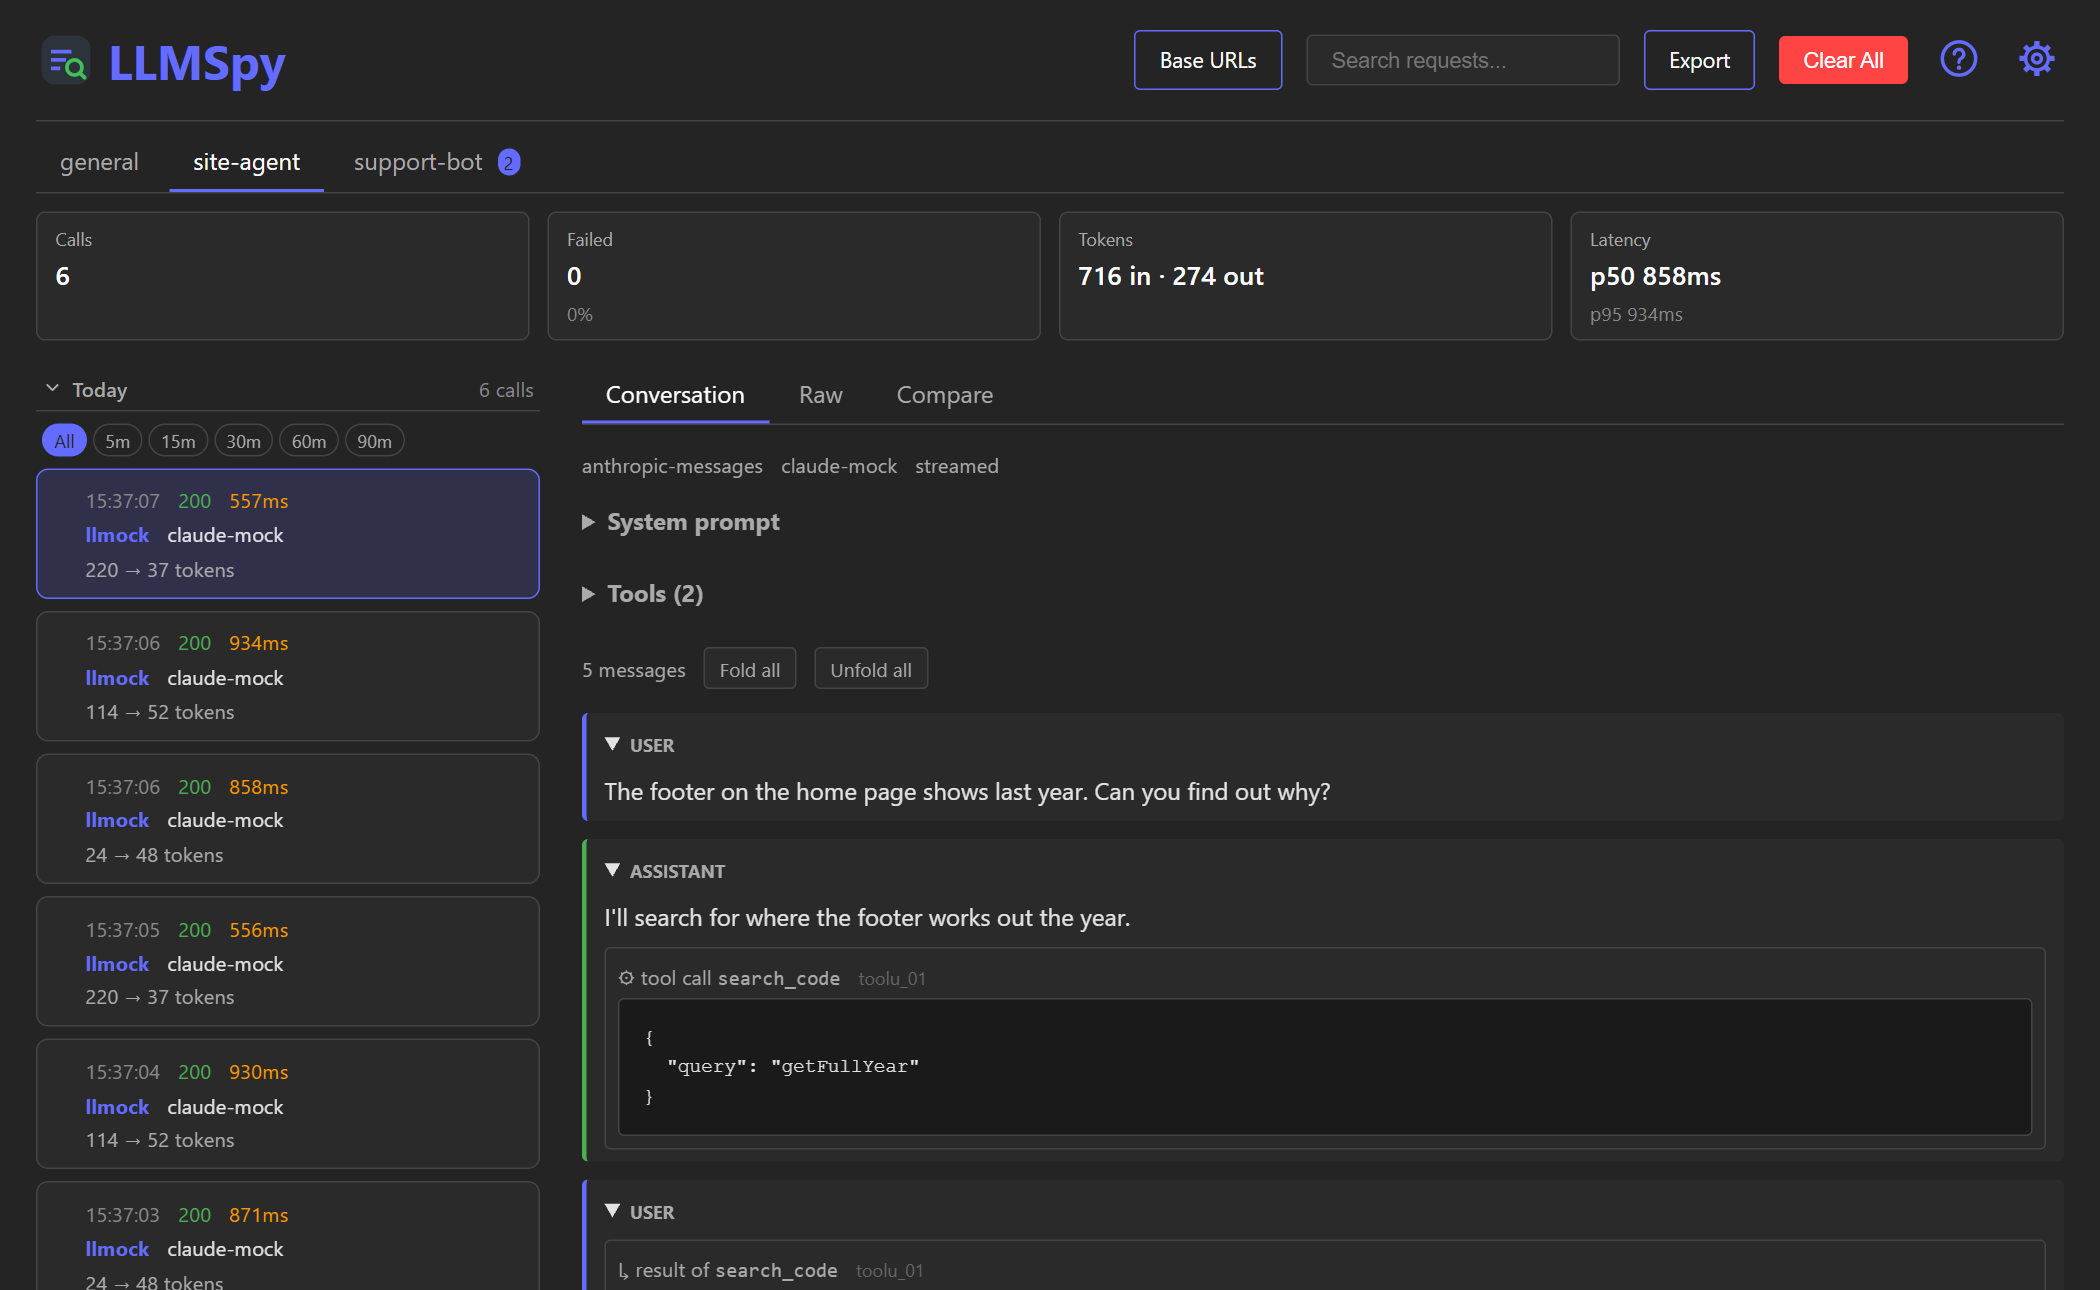 LLMSpy
Base URLs
Search requests...
Export
Clear All
?
general
site-agent
support-bot 2
Calls
6
Failed
0
0%
Tokens
716 in · 274 out
Latency
p50 858ms
p95 934ms
Today
6 calls
All 5m 15m 30m 60m 90m
15:37:07 200 557ms
llmock claude-mock
220 → 37 tokens
15:37:06 200 934ms
llmock claude-mock
114 → 52 tokens
15:37:06 200 858ms
llmock claude-mock
24 → 48 tokens
15:37:05 200 556ms
llmock claude-mock
220 → 37 tokens
15:37:04 200 930ms
llmock claude-mock
114 → 52 tokens
15:37:03 200 871ms
llmock claude-mock
24 → 48 tokens
Conversation Raw Compare
anthropic-messages claude-mock streamed
System prompt
Tools (2)
5 messages Fold all Unfold all
USER
The footer on the home page shows last year. Can you find out why?
ASSISTANT
I'll search for where the footer works out the year.
tool call search_code toolu_01
{
"query": "getFullYear"
}
USER
result of search_code toolu_01